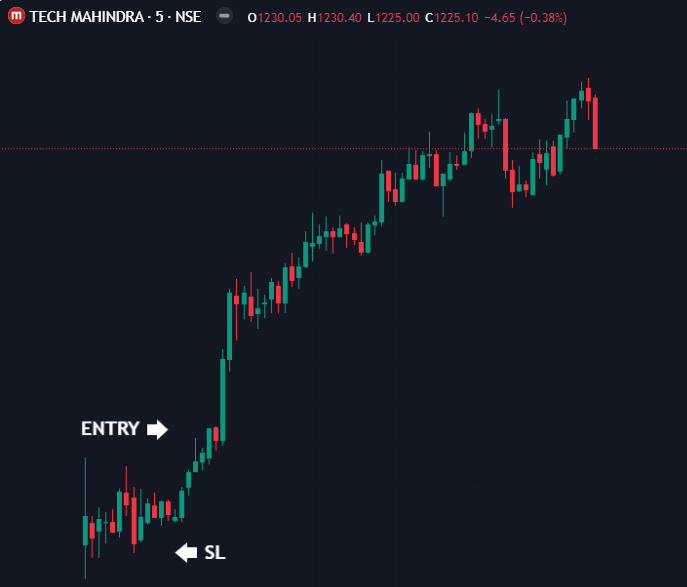 m TECH MAHINDRA · 5 · NSE O1230.05 H1230.40 L1225.00 C1225.10 −4.65 (−0.38%)
ENTRY
SL